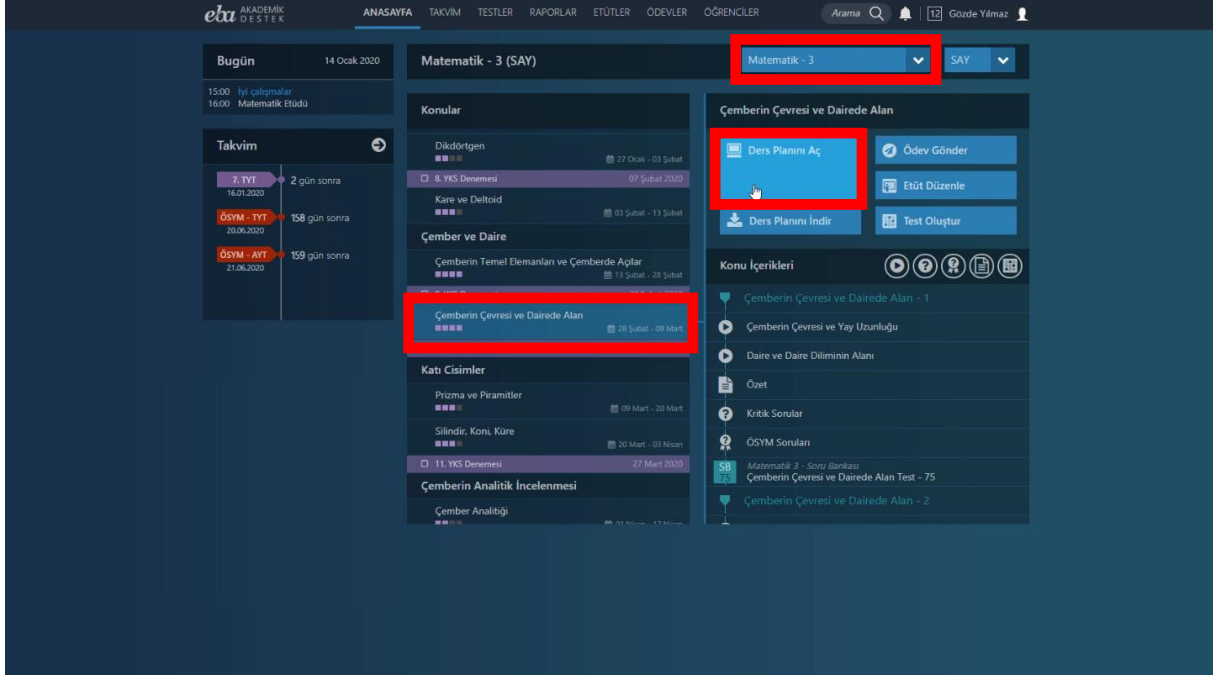 eba AKADEMİK DESTEK
ANASAYFA TAKVİM TESTLER RAPORLAR ETÜTLER ÖDEVLER ÖĞRENCİLER
Arama 12 Gözde Yılmaz
Bugün 14 Ocak 2020
15:00 İyi çalışmalar
16:00 Matematik Etüdü
Takvim
7. TYT 2 gün sonra
16.01.2020
ÖSYM - TYT 158 gün sonra
20.06.2020
ÖSYM - AYT 159 gün sonra
21.06.2020
Matematik - 3 (SAY)
Matematik - 3
SAY
Konular
Dikdörtgen
27 Ocak - 03 Şubat
8. YKS Denemesi 07 Şubat 2020
Kare ve Deltoid
03 Şubat - 13 Şubat
Çember ve Daire
Çemberin Temel Elemanları ve Çemberde Açılar
13 Şubat - 28 Şubat
Çemberin Çevresi ve Dairede Alan
28 Şubat - 09 Mart
Katı Cisimler
Prizma ve Piramitler
09 Mart - 20 Mart
Silindir, Koni, Küre
20 Mart - 03 Nisan
11. YKS Denemesi 27 Mart 2020
Çemberin Analitik İncelenmesi
Çember Analitiği
Çemberin Çevresi ve Dairede Alan
Ders Planını Aç
Ödev Gönder
Etüt Düzenle
Ders Planını İndir
Test Oluştur
Konu İçerikleri
Çemberin Çevresi ve Dairede Alan - 1
Çemberin Çevresi ve Yay Uzunluğu
Daire ve Daire Diliminin Alanı
Özet
Kritik Sorular
ÖSYM Soruları
SB 75
Matematik 3 - Soru Bankası
Çemberin Çevresi ve Dairede Alan Test - 75
Çemberin Çevresi ve Dairede Alan - 2